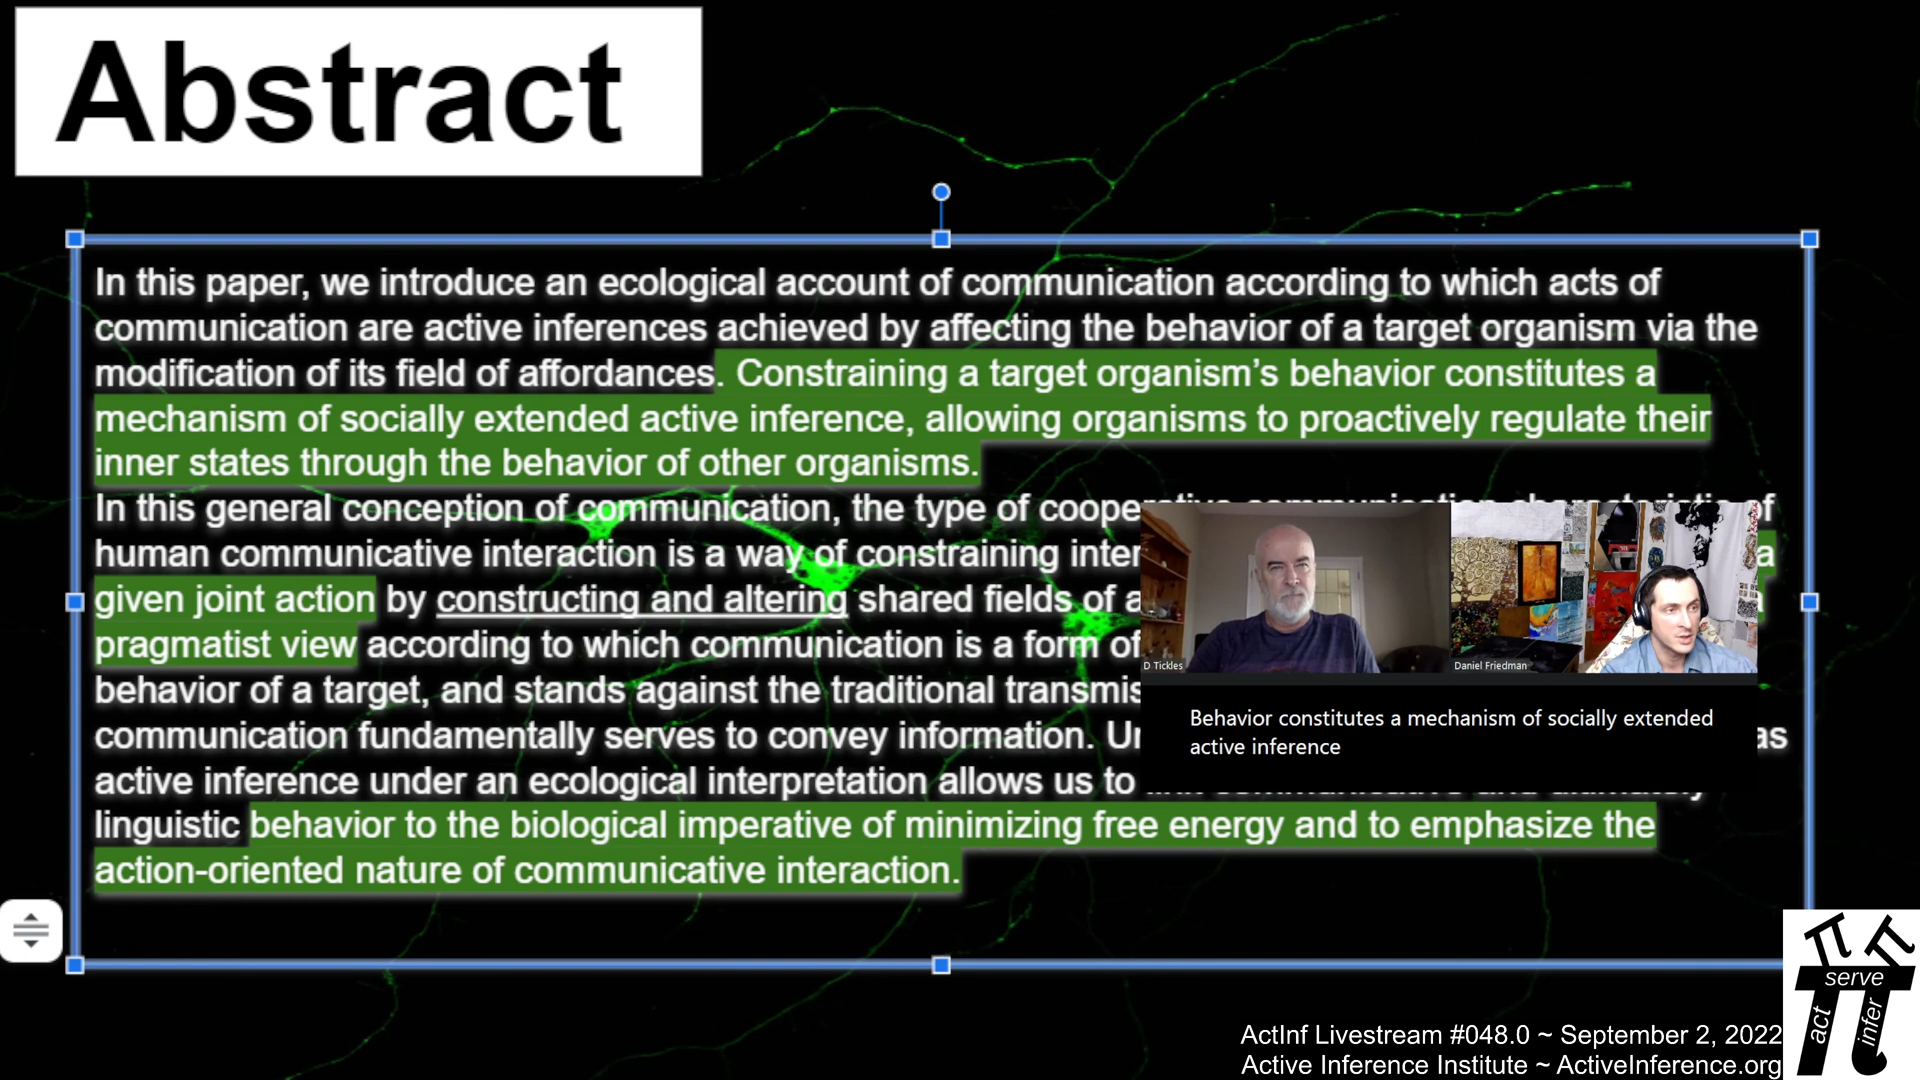 Abstract
In this paper, we introduce an ecological account of communication according to which acts of
communication are active inferences achieved by affecting the behavior of a target organism via the
modification of its field of affordances. Constraining a target organism’s behavior constitutes a
mechanism of socially extended active inference, allowing organisms to proactively regulate their
inner states through the behavior of other organisms.
In this general conception of communication, the type of cooperative communication characteristic of
human communicative interaction is a way of constraining a
given joint action by constructing and altering shared fields of
pragmatist view according to which communication is a form of
behavior of a target, and stands against the traditional
communication fundamentally serves to convey information. as
active inference under an ecological interpretation allows us to
linguistic behavior to the biological imperative of minimizing free energy and to emphasize the
action-oriented nature of communicative interaction.
D Tickles
Daniel Friedman
Behavior constitutes a mechanism of socially extended
active inference
serve
act
infer
ActInf Livestream #048.0 ~ September 2, 2022
Active Inference Institute ~ ActiveInference.org